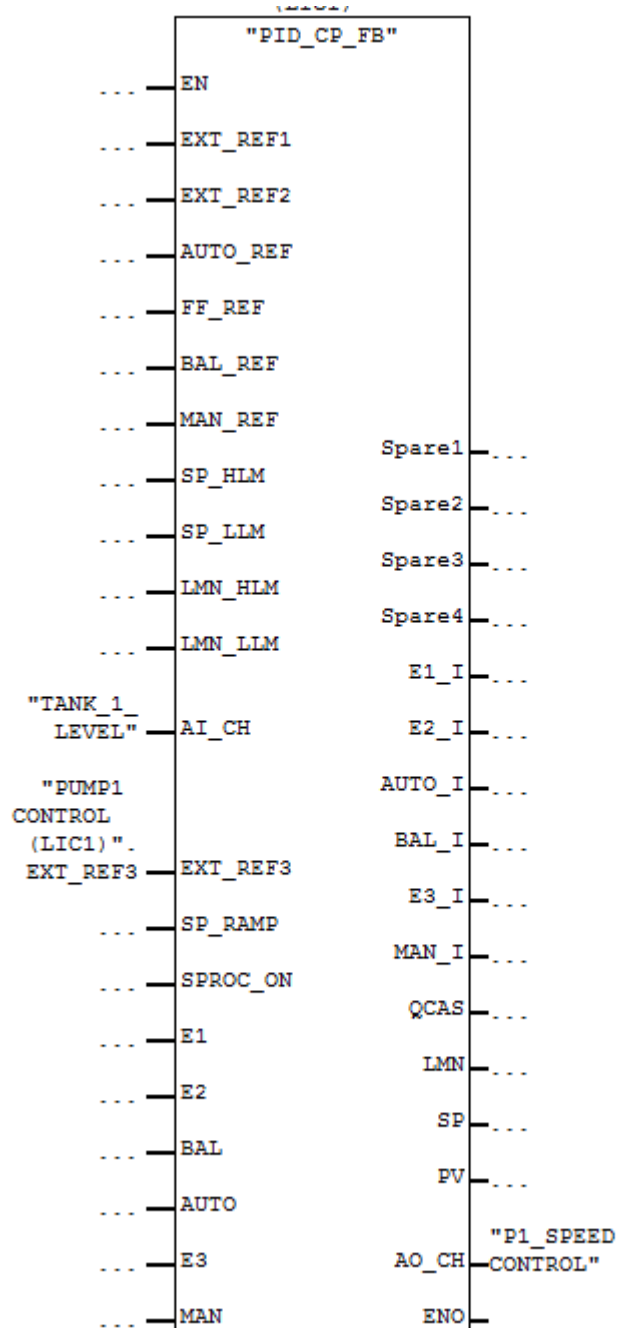 (LIC1)
"PID_CP_FB"
... EN
... EXT_REF1
... EXT_REF2
... AUTO_REF
... FF_REF
... BAL_REF
... MAN_REF
Spare1 ...
... SP_HLM
Spare2 ...
... SP_LLM
Spare3 ...
... LMN_HLM
Spare4 ...
... LMN_LLM
E1_I ...
"TANK_1_
LEVEL" AI_CH
E2_I ...
"PUMP1
CONTROL
(LIC1)".
EXT_REF3 EXT_REF3
AUTO_I ...
BAL_I ...
E3_I ...
... SP_RAMP
MAN_I ...
... SPROC_ON
QCAS ...
... E1
LMN ...
... E2
SP ...
... BAL
PV ...
... AUTO
"P1_SPEED
... E3
AO_CH CONTROL"
... MAN
ENO